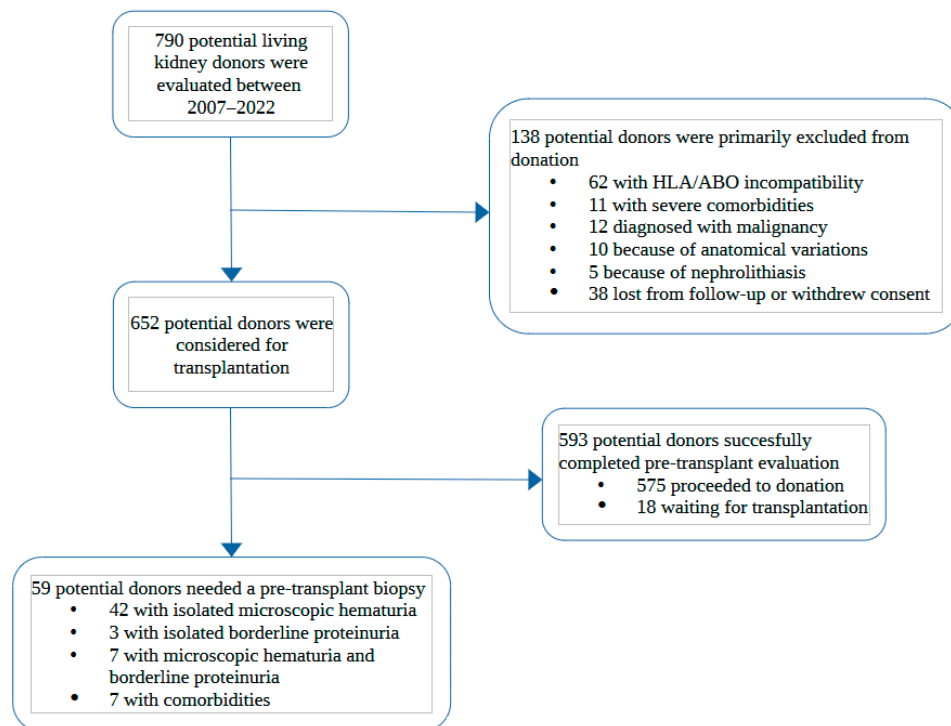 790 potential living
kidney donors were
evaluated between
2007–2022
138 potential donors were primarily excluded from
donation
• 62 with HLA/ABO incompatibility
• 11 with severe comorbidities
• 12 diagnosed with malignancy
• 10 because of anatomical variations
• 5 because of nephrolithiasis
• 38 lost from follow-up or withdrew consent
652 potential donors were
considered for
transplantation
593 potential donors succesfully
completed pre-transplant evaluation
• 575 proceeded to donation
• 18 waiting for transplantation
59 potential donors needed a pre-transplant biopsy
• 42 with isolated microscopic hematuria
• 3 with isolated borderline proteinuria
• 7 with microscopic hematuria and
borderline proteinuria
• 7 with comorbidities